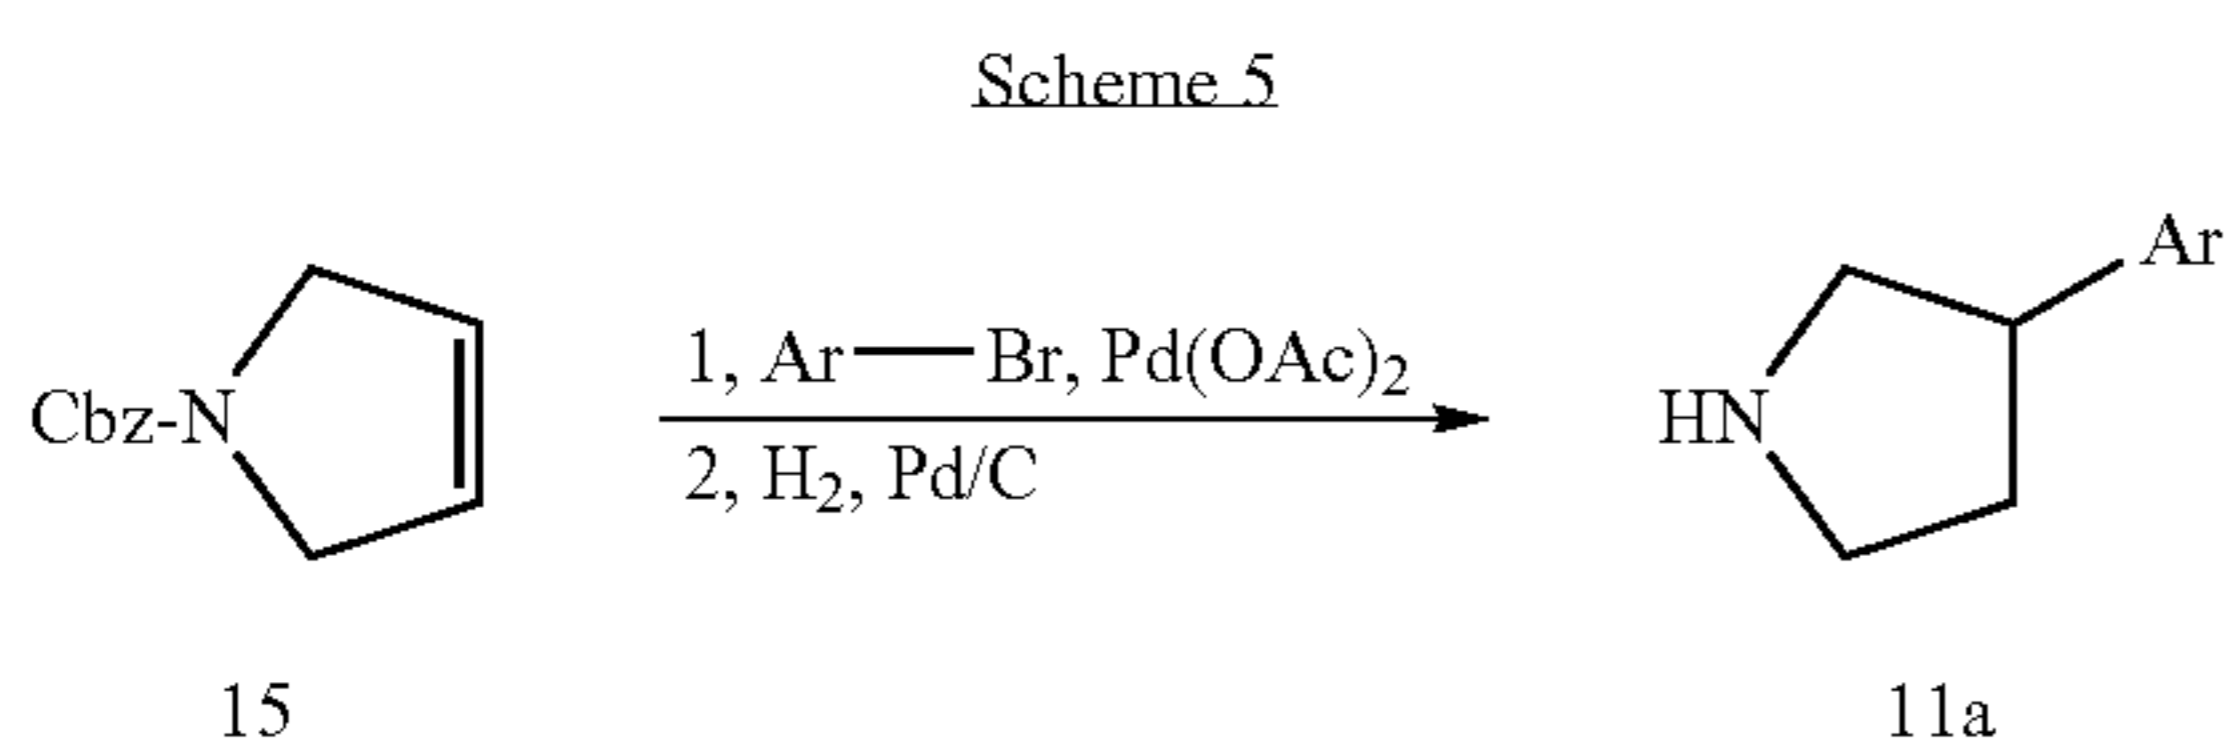 Scheme 5
Ar
1, Ar—Br, Pd(OAc)₂
Cbz-N
HN
2, H₂, Pd/C
15
11a